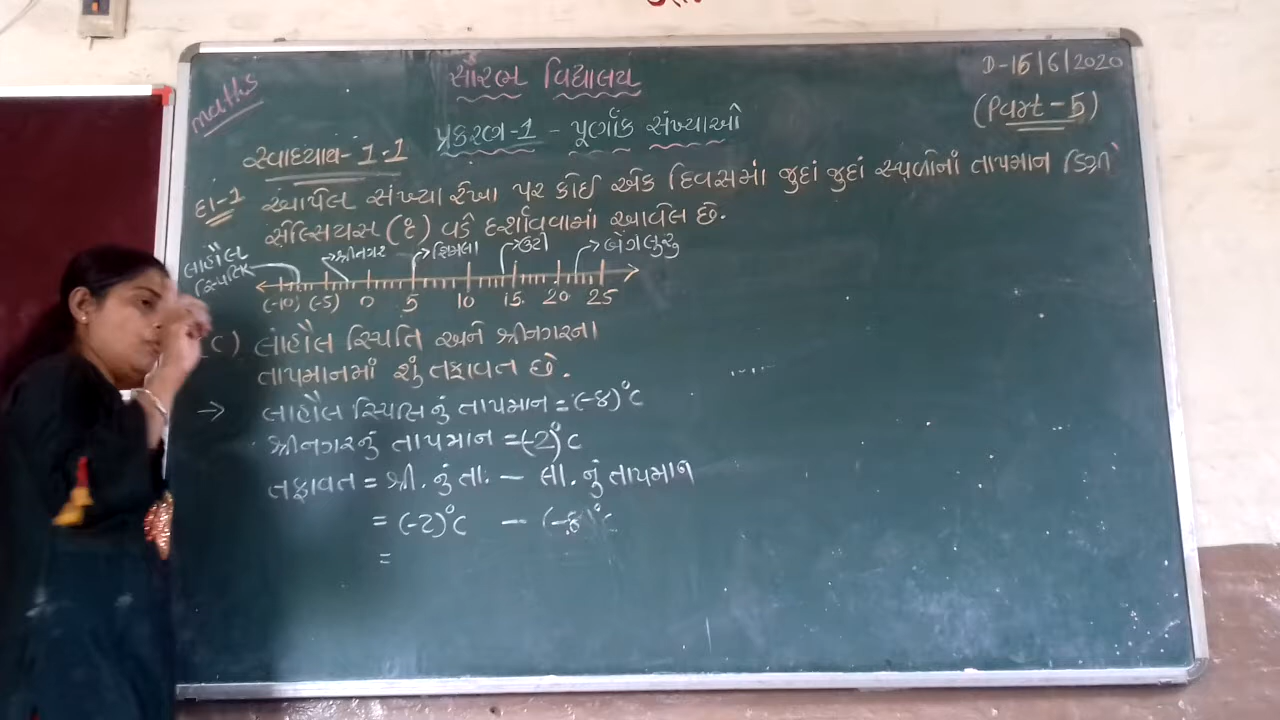 maths
સૌરભ વિદ્યાલય
D-15/6/2020
(Part-5)
પ્રકરણ-1 - પૂર્ણાંક સંખ્યાઓ
સ્વાધ્યાય-1.1
દા-1 આપેલ સંખ્યા રેખા પર કોઈ એક દિવસમાં જુદાં જુદાં સ્થળોનાં તાપમાન ડિગ્રી
સેલ્સિયસ (°c) વડે દર્શાવવામાં આવેલ છે.
લાહૌલ સ્પિતિ શ્રીનગર શિમલા ઉટી બેંગલુરુ
(-10) (-5) 0 5 10 15 20 25
(c) લાહૌલ સ્પિતિ અને શ્રીનગરના
તાપમાનમાં શું તફાવત છે.
→ લાહૌલ સ્પિતિનું તાપમાન = (-8)°c
શ્રીનગરનું તાપમાન = (-2)°c
તફાવત = શ્રી. નું તા. - લા. નું તાપમાન
= (-2)°c - (-8)°c
=